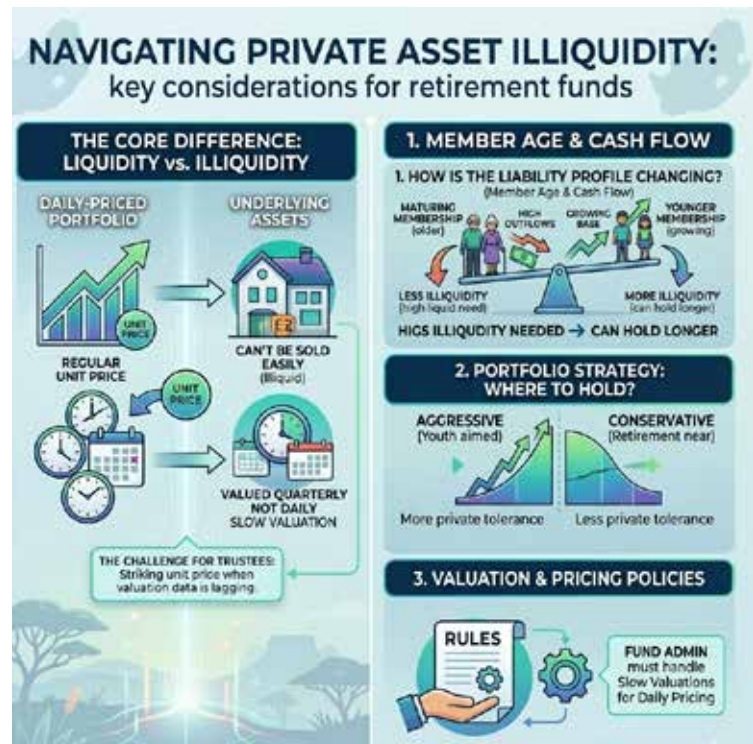 NAVIGATING PRIVATE ASSET ILLIQUIDITY:
key considerations for retirement funds
THE CORE DIFFERENCE:
LIQUIDITY vs. ILLIQUIDITY
DAILY-PRICED
PORTFOLIO
UNIT
PRICE
REGULAR
UNIT PRICE
UNIT
PRICE
UNDERLYING
ASSETS
CAN'T BE SOLD
EASILY
(Illiquid)
VALUED QUARTERLY
NOT DAILY
SLOW VALUATION
THE CHALLENGE FOR TRUSTEES:
Striking unit price when
valuation data is lagging.
1. MEMBER AGE & CASH FLOW
1. HOW IS THE LIABILITY PROFILE CHANGING?
(Member Age & Cash Flow)
MATURING
MEMBERSHIP
(older)
HIGH
OUTFLOWS
GROWING
BASE
YOUNGER
MEMBERSHIP
(growing)
LESS ILLIQUIDITY
(high liquid need)
MORE ILLIQUIDITY
(can hold longer)
HIGS ILLIQUDITY NEEDED → CAN HOLD LONGER
2. PORTFOLIO STRATEGY:
WHERE TO HOLD?
AGGRESSIVE
(Youth aimed)
CONSERVATIVE
(Retirement near)
More private tolerance
Less private tolerance
3. VALUATION & PRICING POLICIES
RULES
FUND ADMIN
must handle
Slow Valuations
for Daily Pricing